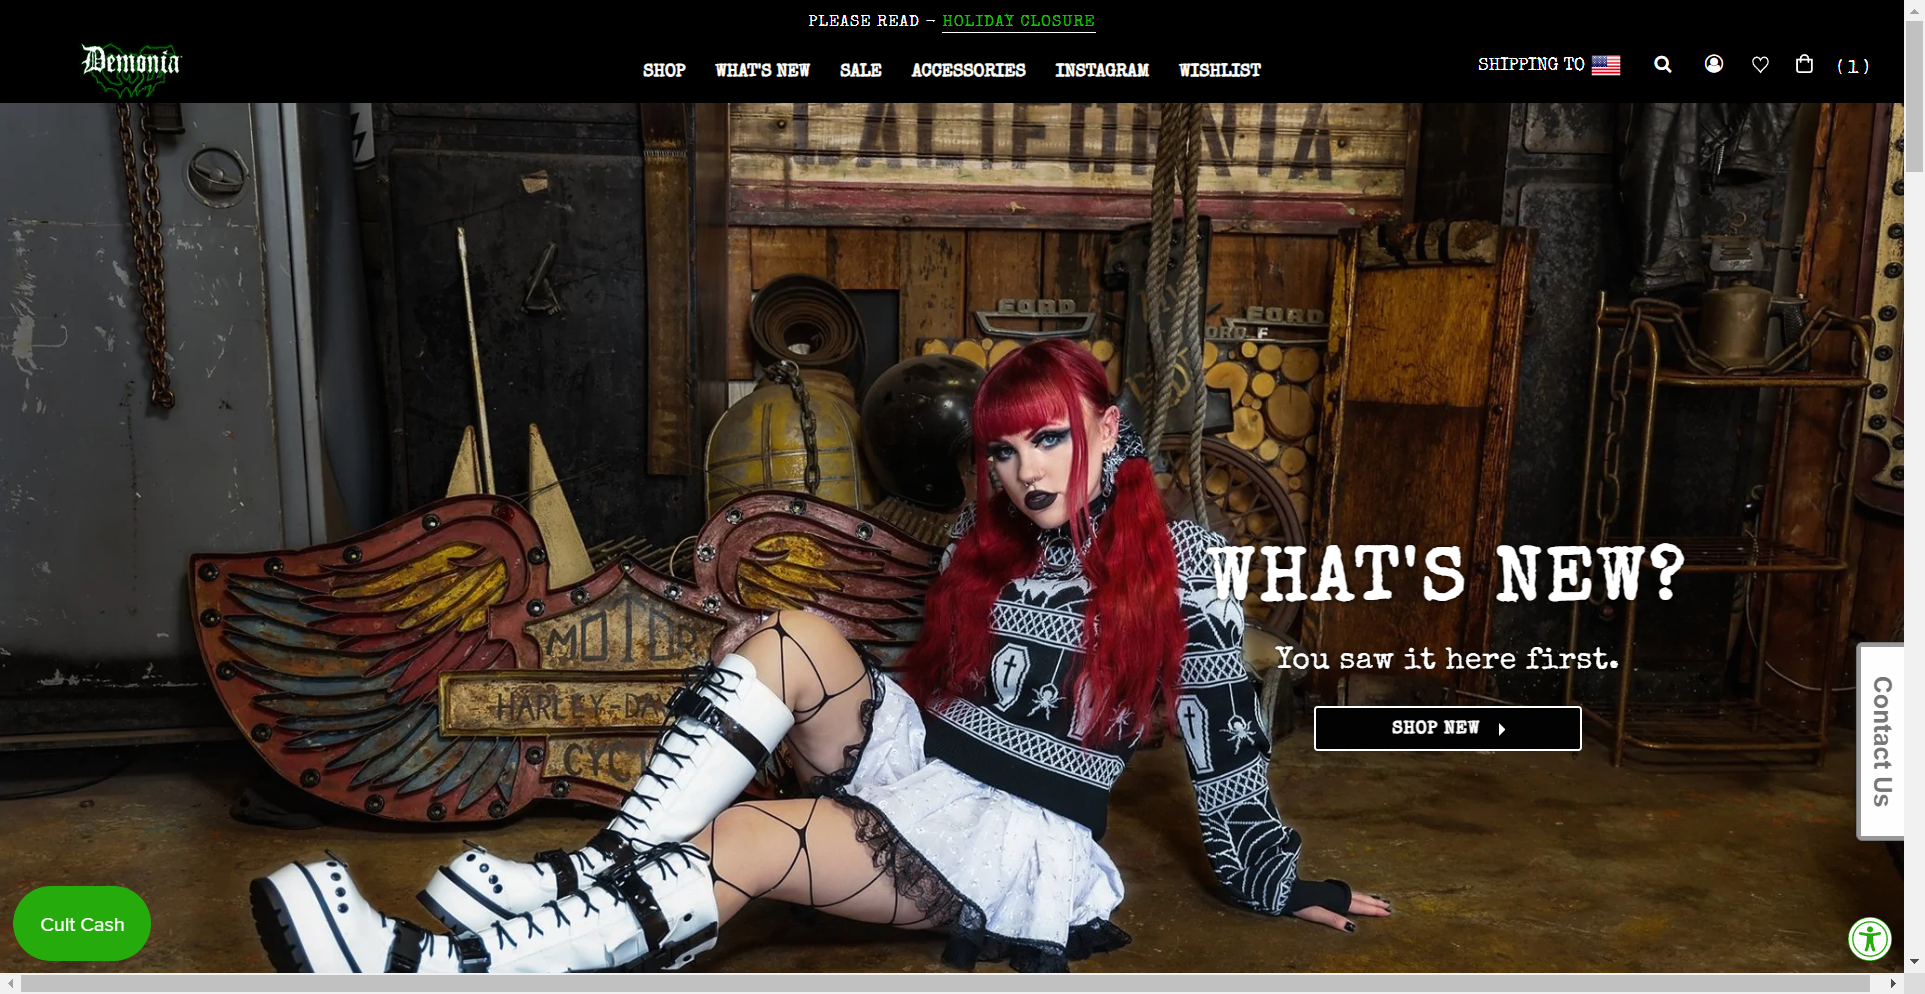 PLEASE READ – HOLIDAY CLOSURE
Demonia
SHOP WHAT'S NEW SALE ACCESSORIES INSTAGRAM WISHLIST
SHIPPING TO
(1)
CALIFORNIA
FORD
FORD
WHAT'S NEW?
You saw it here first.
SHOP NEW
MOTOR
HARLEY-DA
CYC
Contact Us
Cult Cash